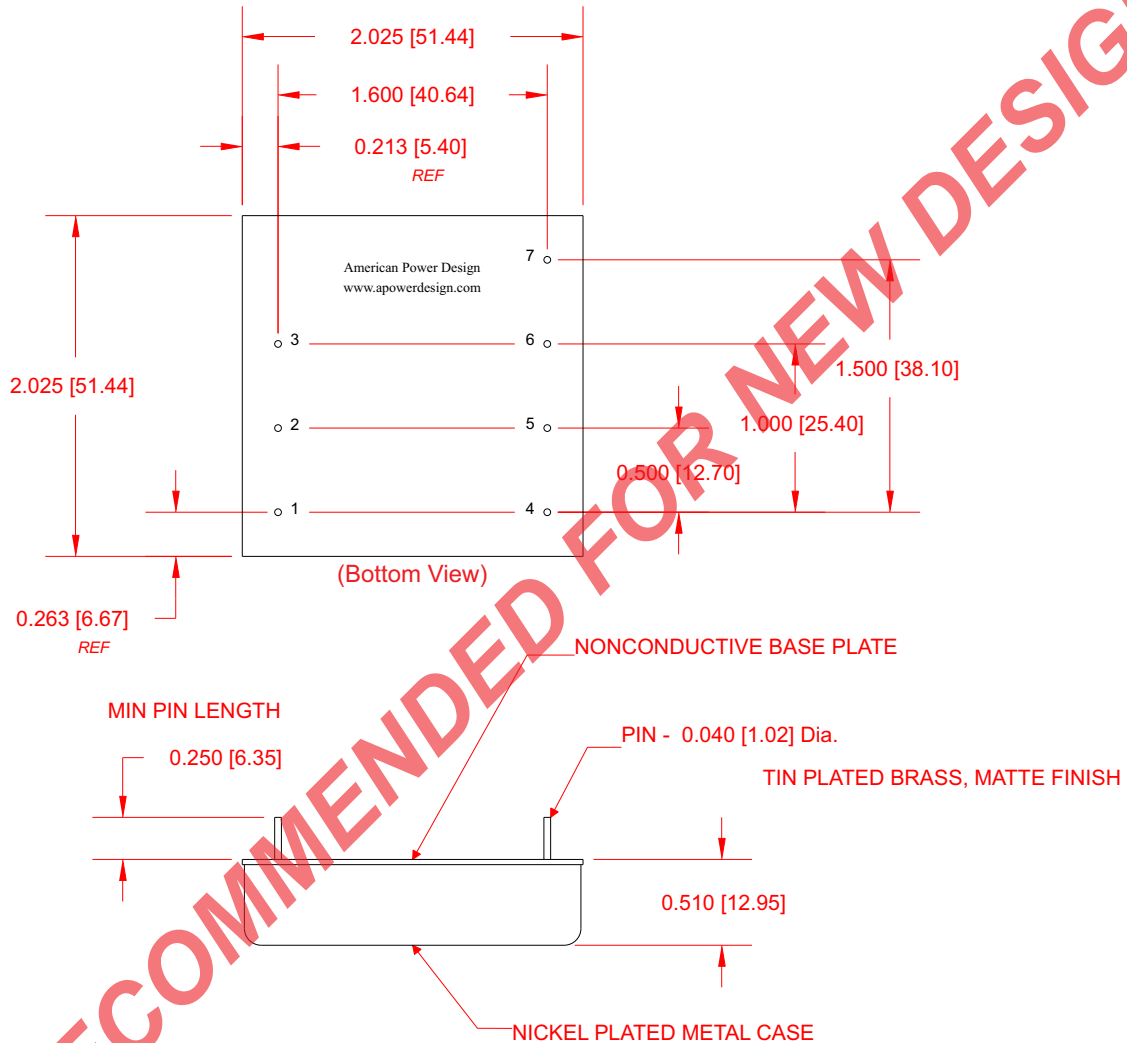 2.025 [51.44]
1.600 [40.64]
0.213 [5.40]
REF
American Power Design
www.apowerdesign.com
7
3
6
2.025 [51.44]
1.500 [38.10]
2
5
1.000 [25.40]
0.500 [12.70]
1
4
(Bottom View)
0.263 [6.67]
REF
NONCONDUCTIVE BASE PLATE
MIN PIN LENGTH
0.250 [6.35]
PIN - 0.040 [1.02] Dia.
TIN PLATED BRASS, MATTE FINISH
0.510 [12.95]
NICKEL PLATED METAL CASE
ECOMMENDED FOR NEW DESIG